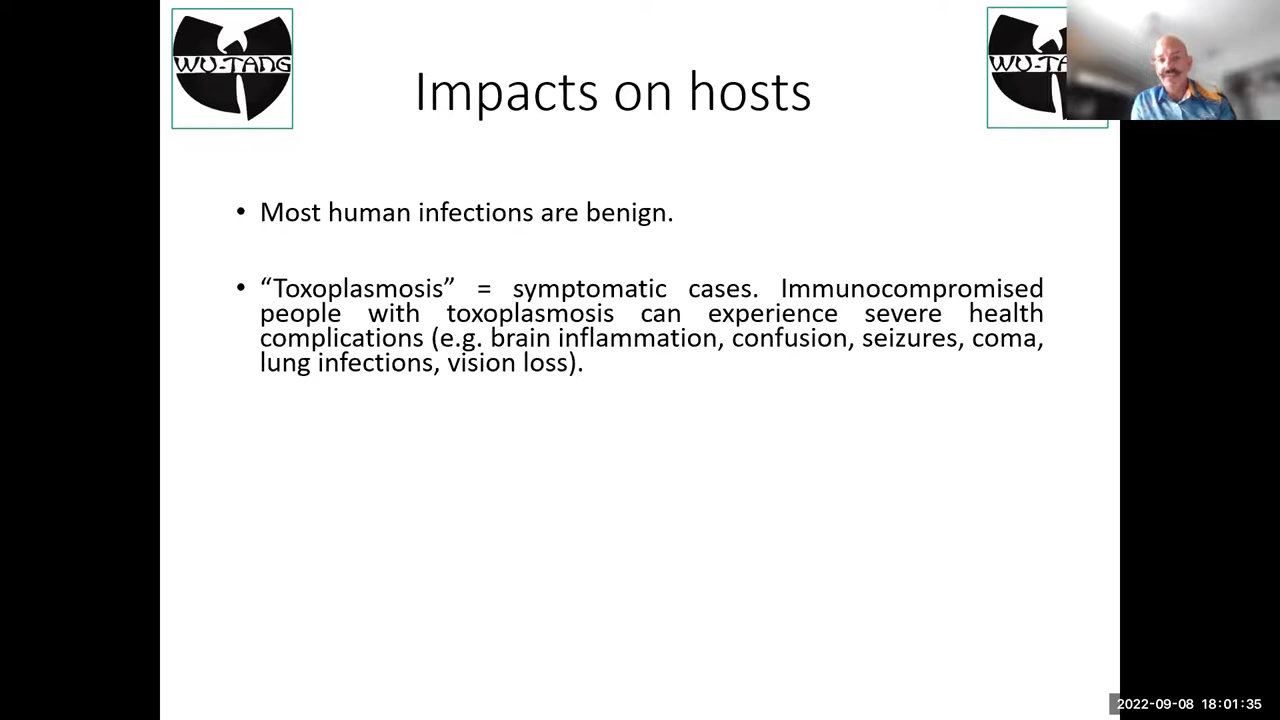 WU-TANG
WU-TA
Impacts on hosts
• Most human infections are benign.
• “Toxoplasmosis” = symptomatic cases. Immunocompromised
people with toxoplasmosis can experience severe health
complications (e.g. brain inflammation, confusion, seizures, coma,
lung infections, vision loss).
2022-09-08 18:01:35